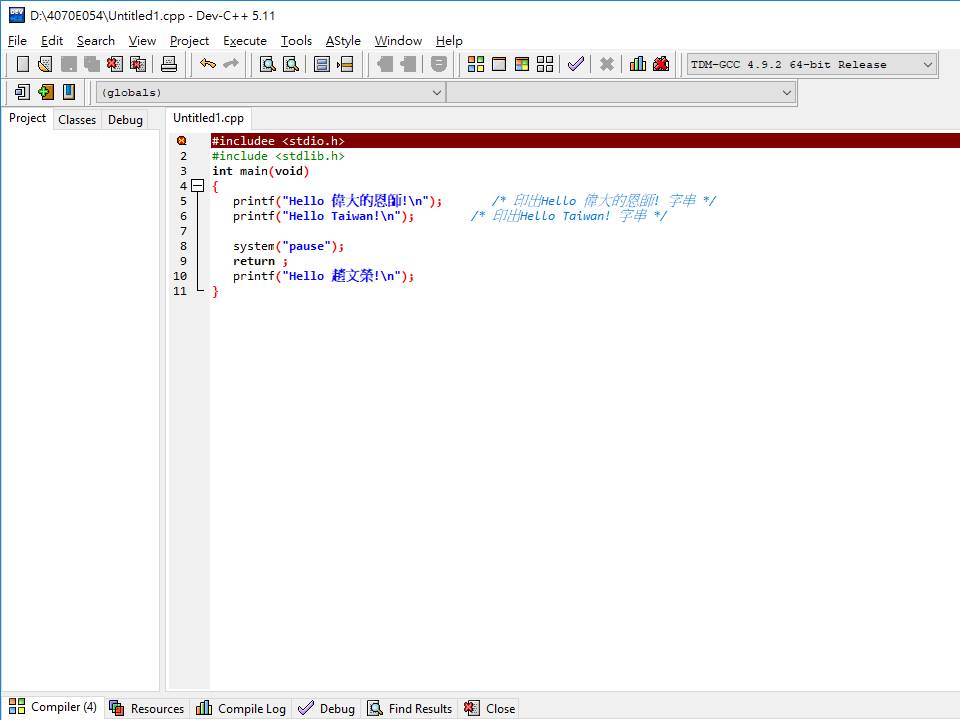 D:\4070E054\Untitled1.cpp - Dev-C++ 5.11
File Edit Search View Project Execute Tools AStyle Window Help
TDM-GCC 4.9.2 64-bit Release
(globals)
Project Classes Debug Untitled1.cpp
#includee <stdio.h>
2 #include <stdlib.h>
3 int main(void)
4 {
5 printf("Hello 偉大的恩師!\n"); /* 印出Hello 偉大的恩師! 字串 */
6 printf("Hello Taiwan!\n"); /* 印出Hello Taiwan! 字串 */
7
8 system("pause");
9 return ;
10 printf("Hello 趙文榮!\n");
11 }
Compiler (4) Resources Compile Log Debug Find Results Close